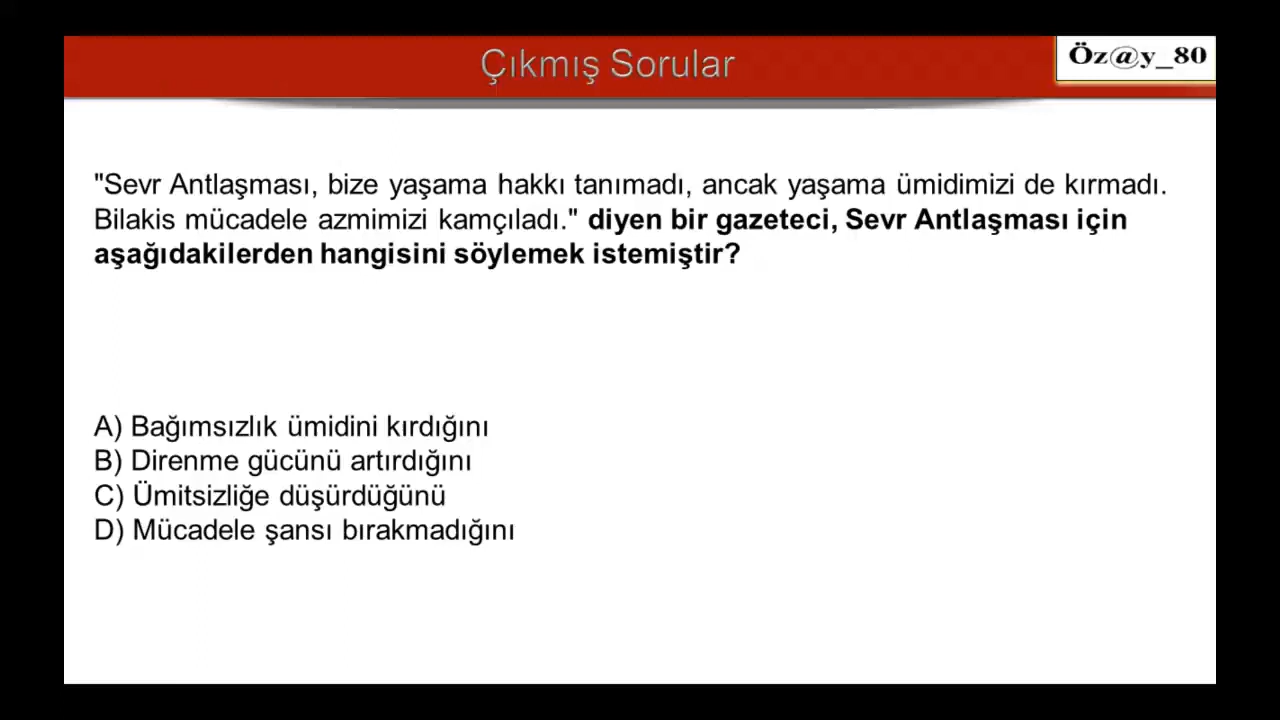 Çıkmış Sorular
Öz@y_80
"Sevr Antlaşması, bize yaşama hakkı tanımadı, ancak yaşama ümidimizi de kırmadı.
Bilakis mücadele azmimizi kamçıladı." diyen bir gazeteci, Sevr Antlaşması için
aşağıdakilerden hangisini söylemek istemiştir?
A) Bağımsızlık ümidini kırdığını
B) Direnme gücünü artırdığını
C) Ümitsizliğe düşürdüğünü
D) Mücadele şansı bırakmadığını